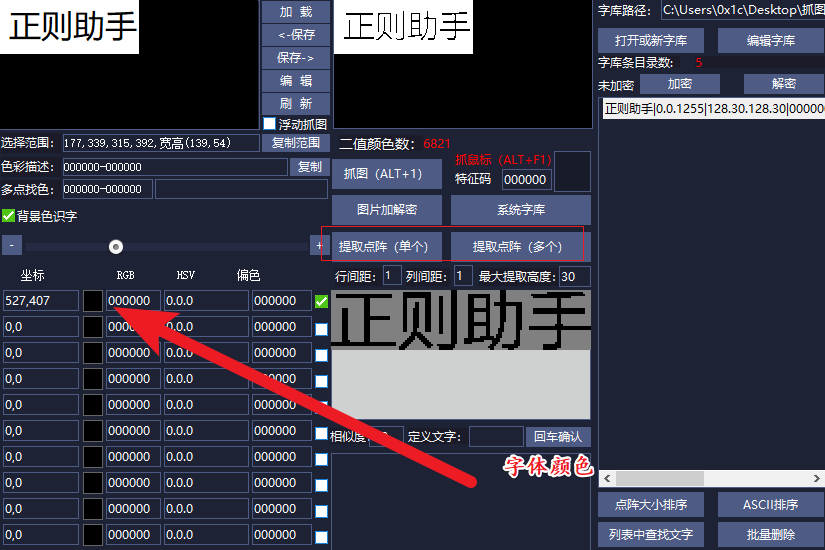 正则助手
加 载
<-保存
保存->
编 辑
刷 新
浮动抓图
正则助手
字库路径: C:\Users\0x1c\Desktop\抓图
打开或新字库
编辑字库
字库条目录数: 5
未加密
加密
解密
正则助手|0.0.1255|128.30.128.30|000000
选择范围: 177,339,315,392,宽高(139,54)
复制范围
色彩描述: 000000-000000
复制
多点找色: 000000-000000
背景色识字
-
+
二值颜色数: 6821
抓图 (ALT+1)
抓鼠标 (ALT+F1)
特征码 000000
图片加解密
系统字库
提取点阵 (单个)
提取点阵 (多个)
行间距: 1 列间距: 1 最大提取高度: 30
坐标 RGB HSV 偏色
527,407 000000 0.0.0 000000
0,0 000000 0.0.0 000000
0,0 000000 0.0.0 000000
0,0 000000 0.0.0 000000
0,0 000000 0.0.0 000000
0,0 000000 0.0.0 000000
0,0 000000 0.0.0 000000
0,0 000000 0.0.0 000000
0,0 000000 0.0.0 000000
0,0 000000 0.0.0 000000
正则助手
相似度
定义文字:
回车确认
字体颜色
点阵大小排序
ASCII排序
列表中查找文字
批量删除